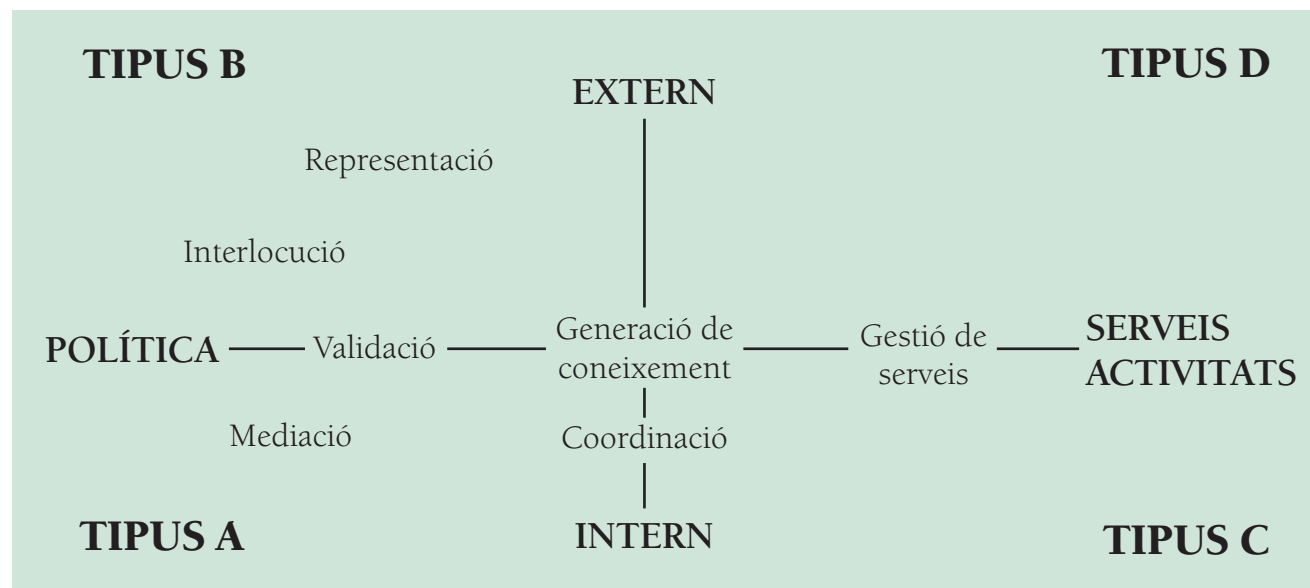 TIPUS B
TIPUS D
EXTERN
Representació
Interlocució
POLÍTICA
Validació
Generació de
coneixement
Gestió de
serveis
SERVEIS
ACTIVITATS
Mediació
Coordinació
TIPUS A
INTERN
TIPUS C